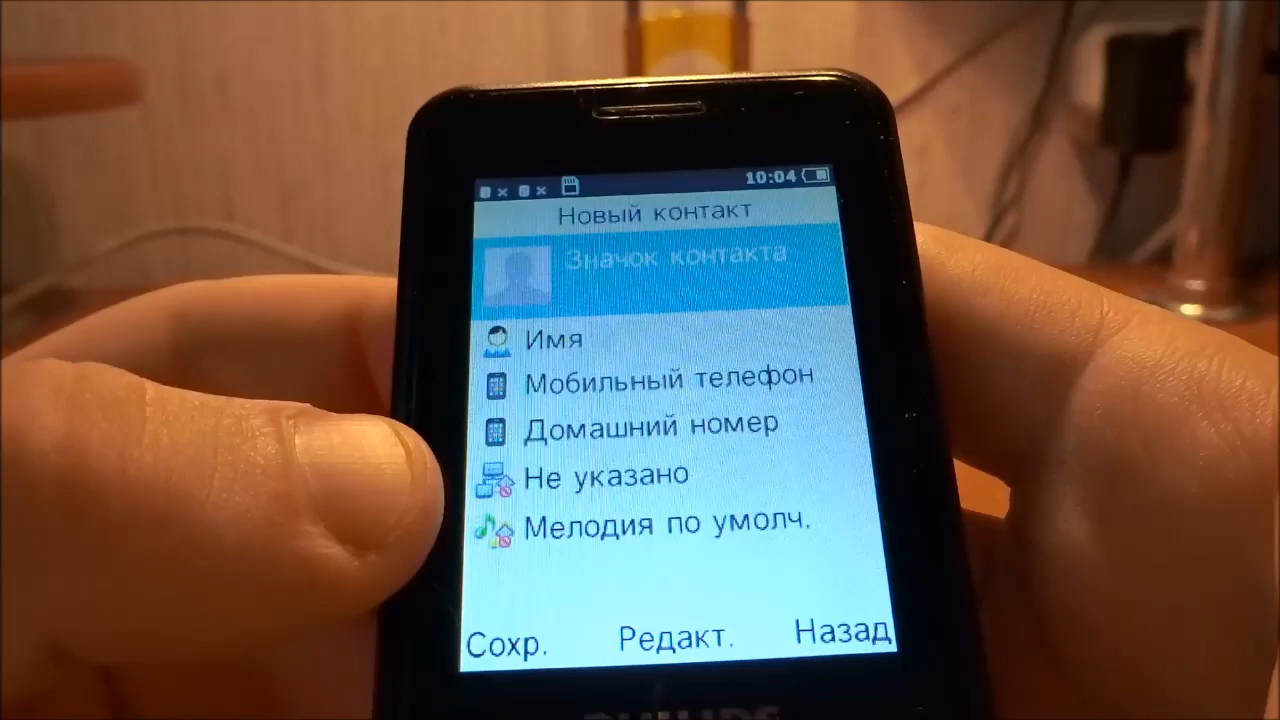 10:04
Новый контакт
Значок контакта
Имя
Мобильный телефон
Домашний номер
Не указано
Мелодия по умолч.
Сохр. Редакт. Назад
PHILIPS